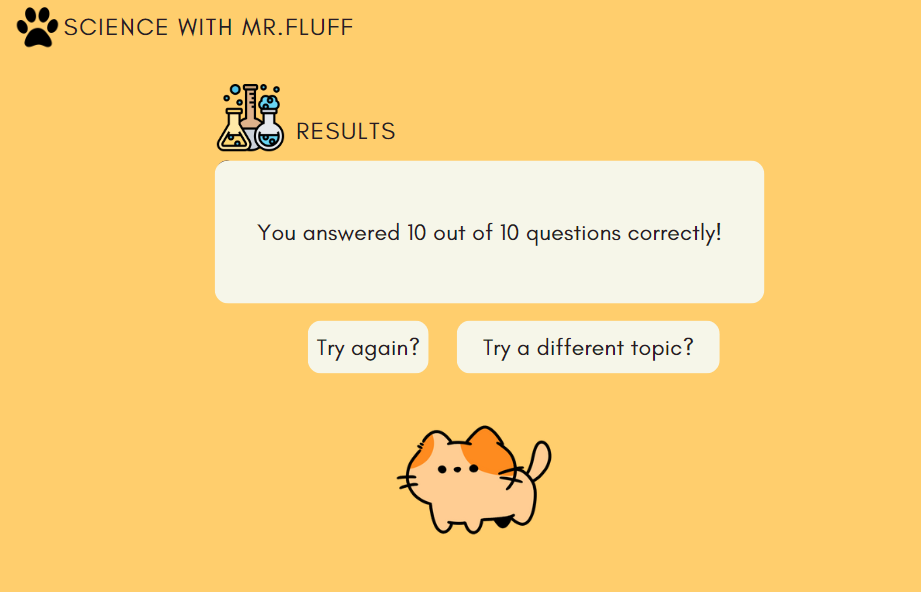 SCIENCE WITH MR.FLUFF
RESULTS
You answered 10 out of 10 questions correctly!
Try again?
Try a different topic?